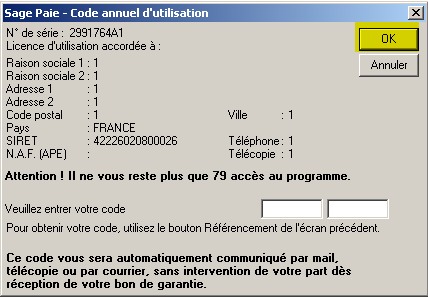 Sage Paie - Code annuel d'utilisation
N° de série : 2991764A1
OK
Licence d'utilisation accordée à :
Annuler
Raison sociale 1 : 1
Raison sociale 2 : 1
Adresse 1 : 1
Adresse 2 : 1
Code postal : 1 Ville : 1
Pays : FRANCE
SIRET : 42226020800026 Téléphone : 1
N.A.F. (APE) : Télécopie : 1
Attention ! Il ne vous reste plus que 79 accès au programme.
Veuillez entrer votre code
Pour obtenir votre code, utilisez le bouton Référencement de l'écran précédent.
Ce code vous sera automatiquement communiqué par mail,
télécopie ou par courrier, sans intervention de votre part dès
réception de votre bon de garantie.